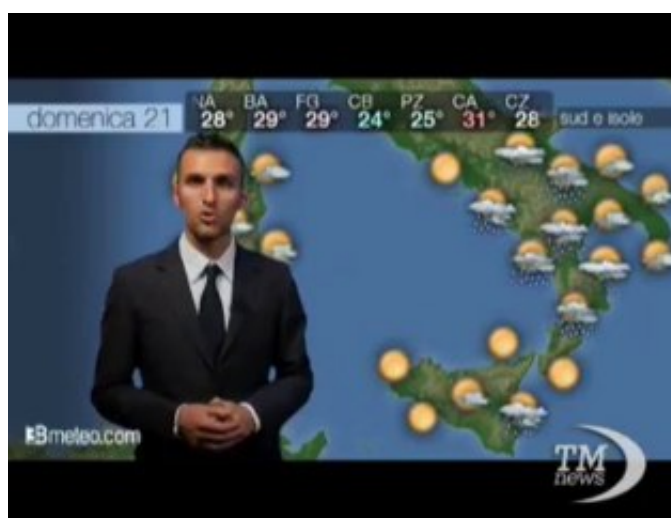 domenica 21
NA BA FG CB PZ CA CZ
28° 29° 29° 24° 25° 31° 28
sud e isole
3Bmeteo.com
TM
news